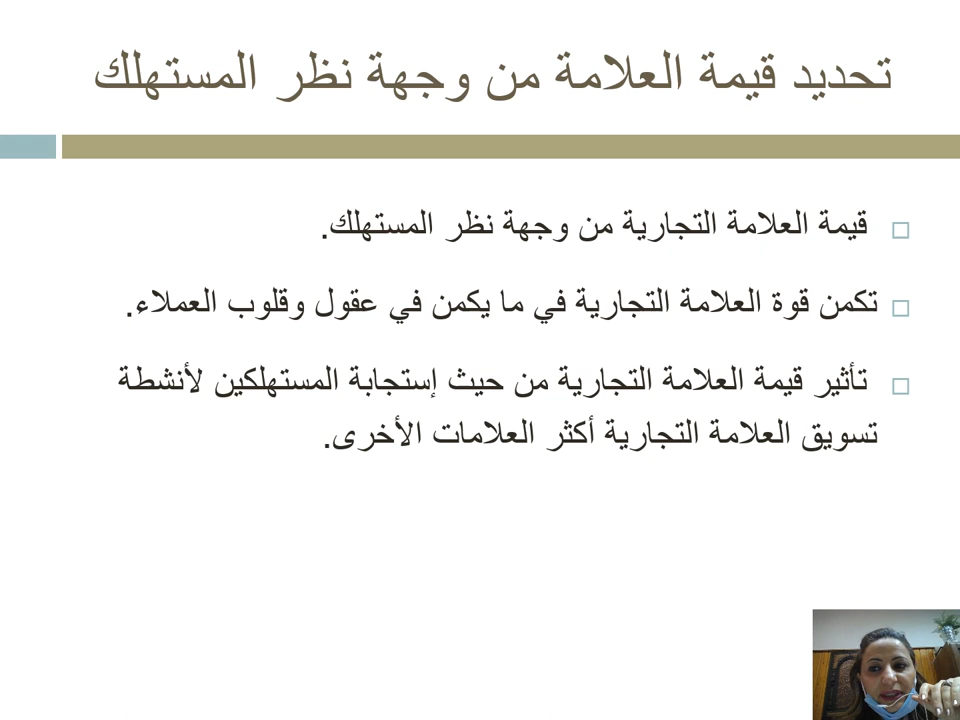 تحديد قيمة العلامة من وجهة نظر المستهلك
قيمة العلامة التجارية من وجهة نظر المستهلك.
تكمن قوة العلامة التجارية في ما يكمن في عقول وقلوب العملاء.
تأثير قيمة العلامة التجارية من حيث إستجابة المستهلكين لأنشطة
تسويق العلامة التجارية أكثر العلامات الأخرى.